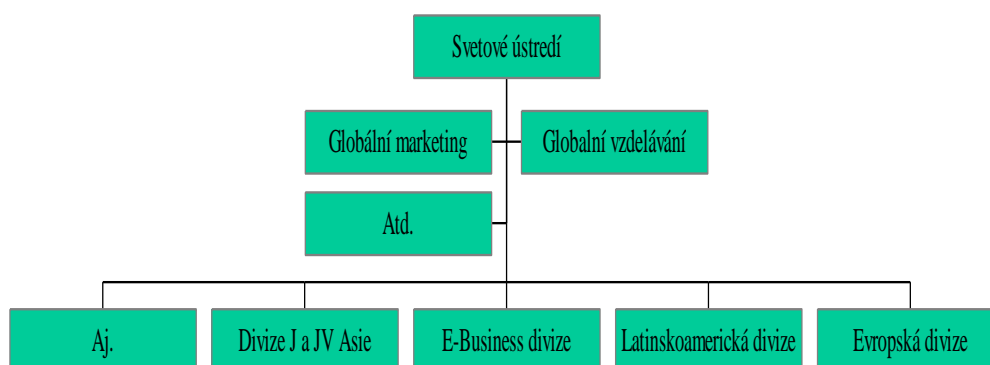 Svetové ústredí
Globální marketing
Globalní vzdelávání
Atd.
Aj.
Divize J a JV Asie
E-Business divize
Latinskoamerická divize
Evropská divize